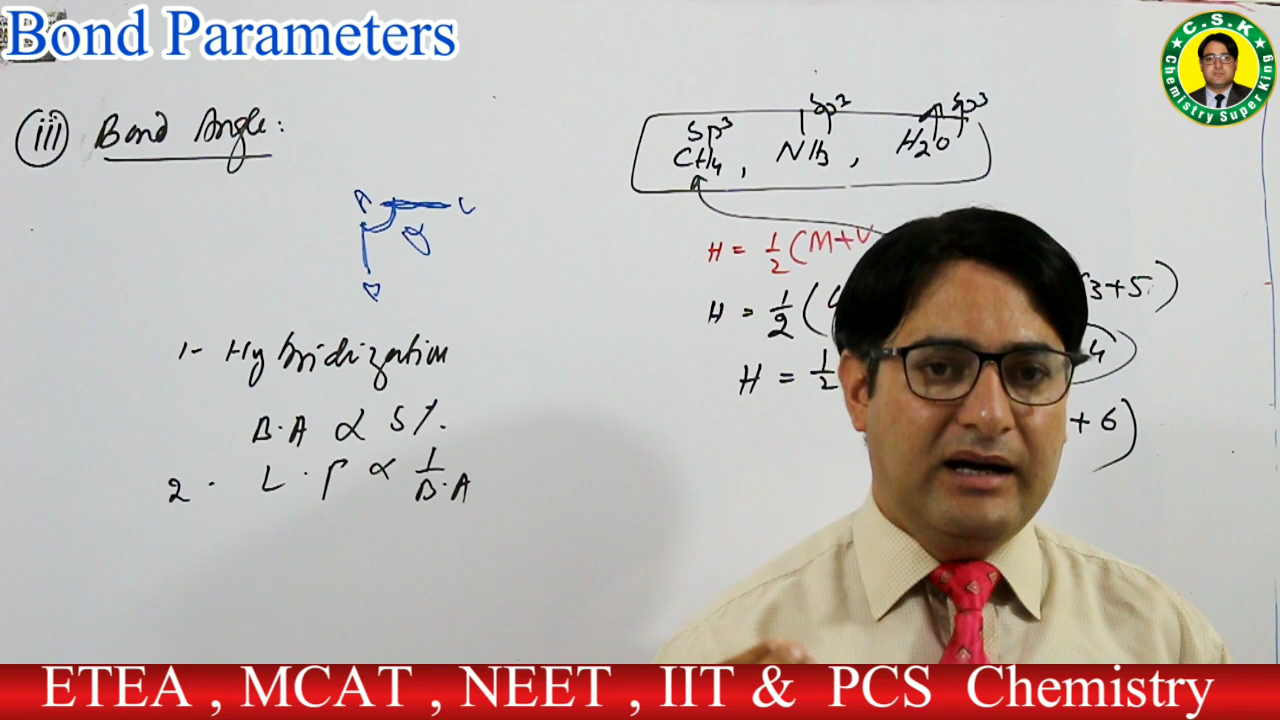 Bond Parameters
C.S.K
Chemistry Super King
(iii) Bond Angle:
1- Hybridization
B.A ∝ S %.
2. L.P ∝ 1/B.A
Sp³ Sp³
CH₄, NH₃, H₂O
H = 1/2 (M+V
H = 1/2 (
3+5)
H = 1/2
4)
+ 6)
ETEA , MCAT , NEET , IIT & PCS Chemistry